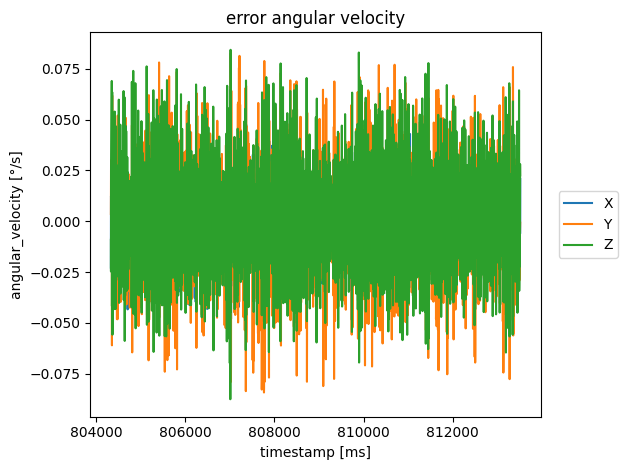 error angular velocity
0.075
0.050
0.025
0.000
−0.025
−0.050
−0.075
angular_velocity [°/s]
804000 806000 808000 810000 812000
timestamp [ms]
X
Y
Z